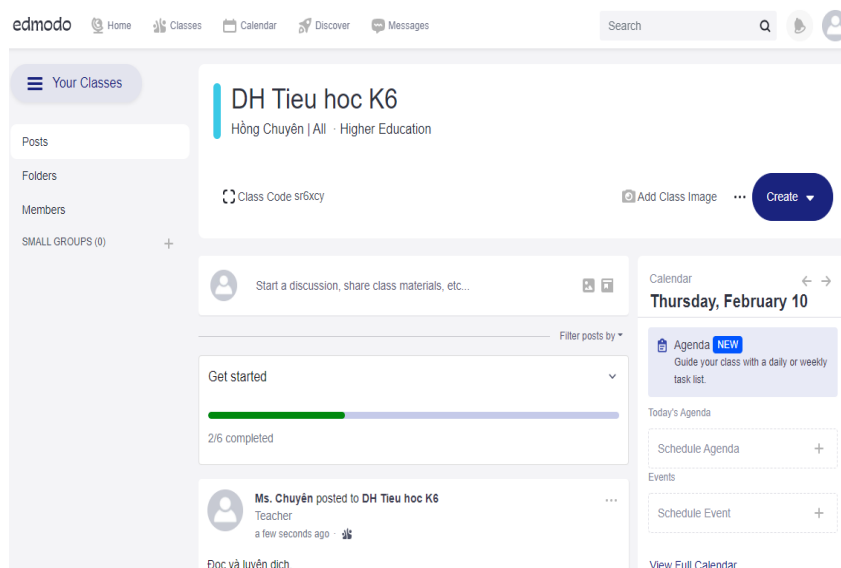 edmodo Home Classes Calendar Discover Messages Search
Your Classes
Posts
Folders
Members
SMALL GROUPS (0) +
DH Tieu hoc K6
Hồng Chuyên | All · Higher Education
Class Code sr6xcy
Add Class Image ... Create
Start a discussion, share class materials, etc...
Filter posts by
Get started
2/6 completed
Ms. Chuyên posted to DH Tieu hoc K6
Teacher
a few seconds ago ·
Đọc và luyện dịch
Calendar
Thursday, February 10
Agenda NEW
Guide your class with a daily or weekly
task list.
Today's Agenda
Schedule Agenda +
Events
Schedule Event +
View Full Calendar